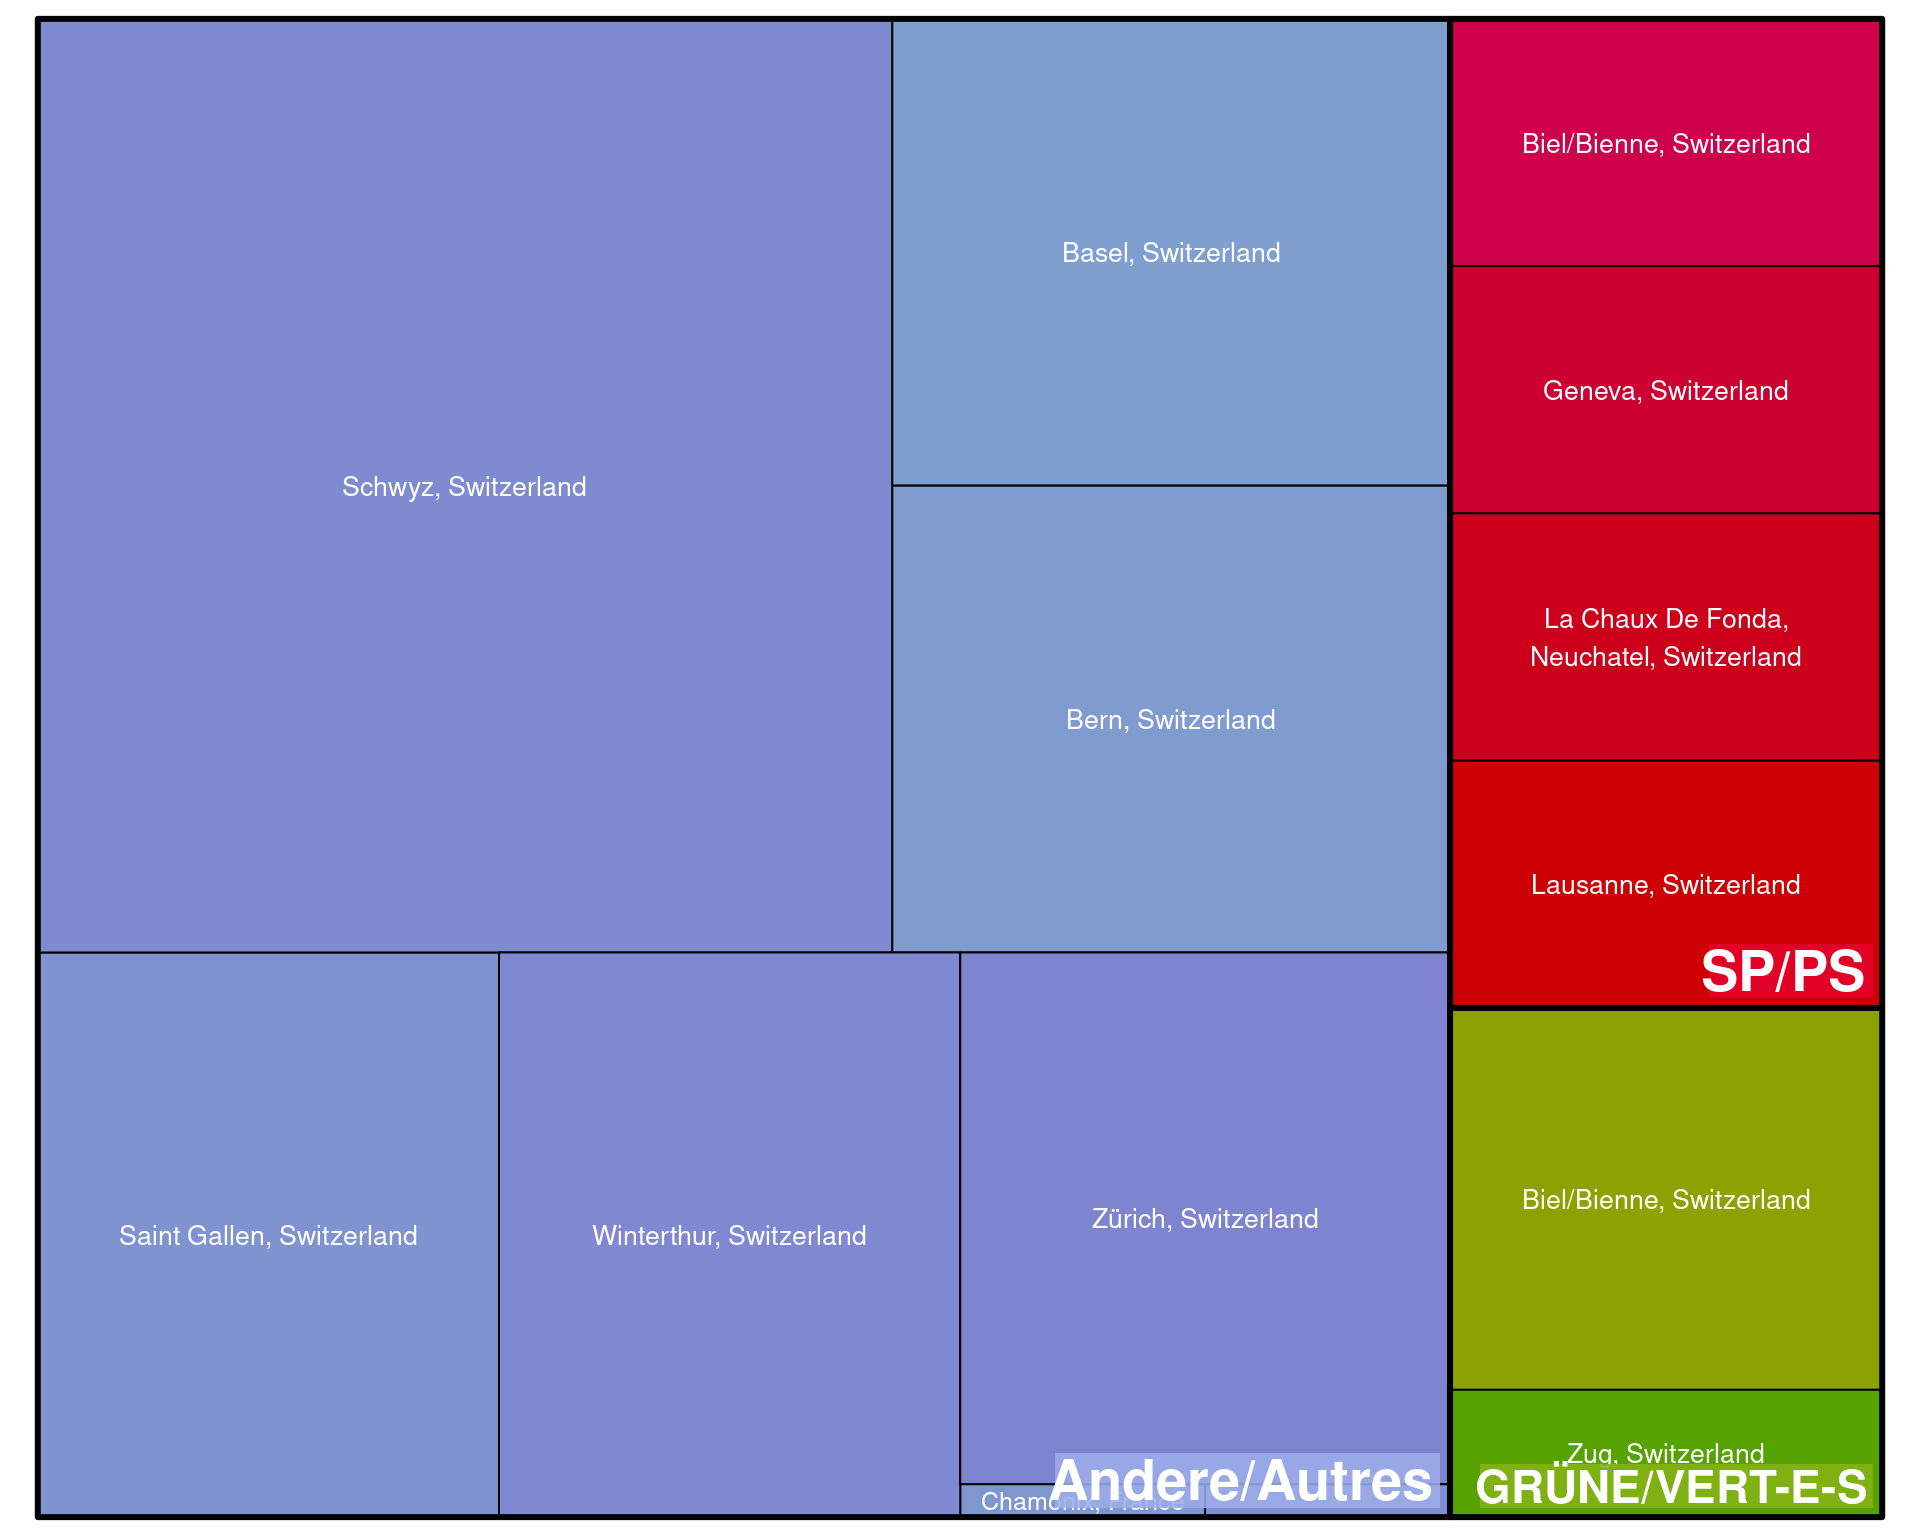 Schwyz, Switzerland
Basel, Switzerland
Bern, Switzerland
Saint Gallen, Switzerland
Winterthur, Switzerland
Zürich, Switzerland
Chamonix, France
Andere/Autres
Biel/Bienne, Switzerland
Geneva, Switzerland
La Chaux De Fonda,
Neuchatel, Switzerland
Lausanne, Switzerland
SP/PS
Biel/Bienne, Switzerland
Zug, Switzerland
GRÜNE/VERT-E-S